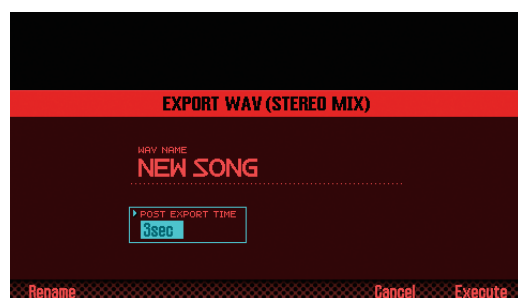 EXPORT WAV (STEREO MIX)
WAV NAME
NEW SONG
POST EXPORT TIME
3sec
Rename Cancel Execute